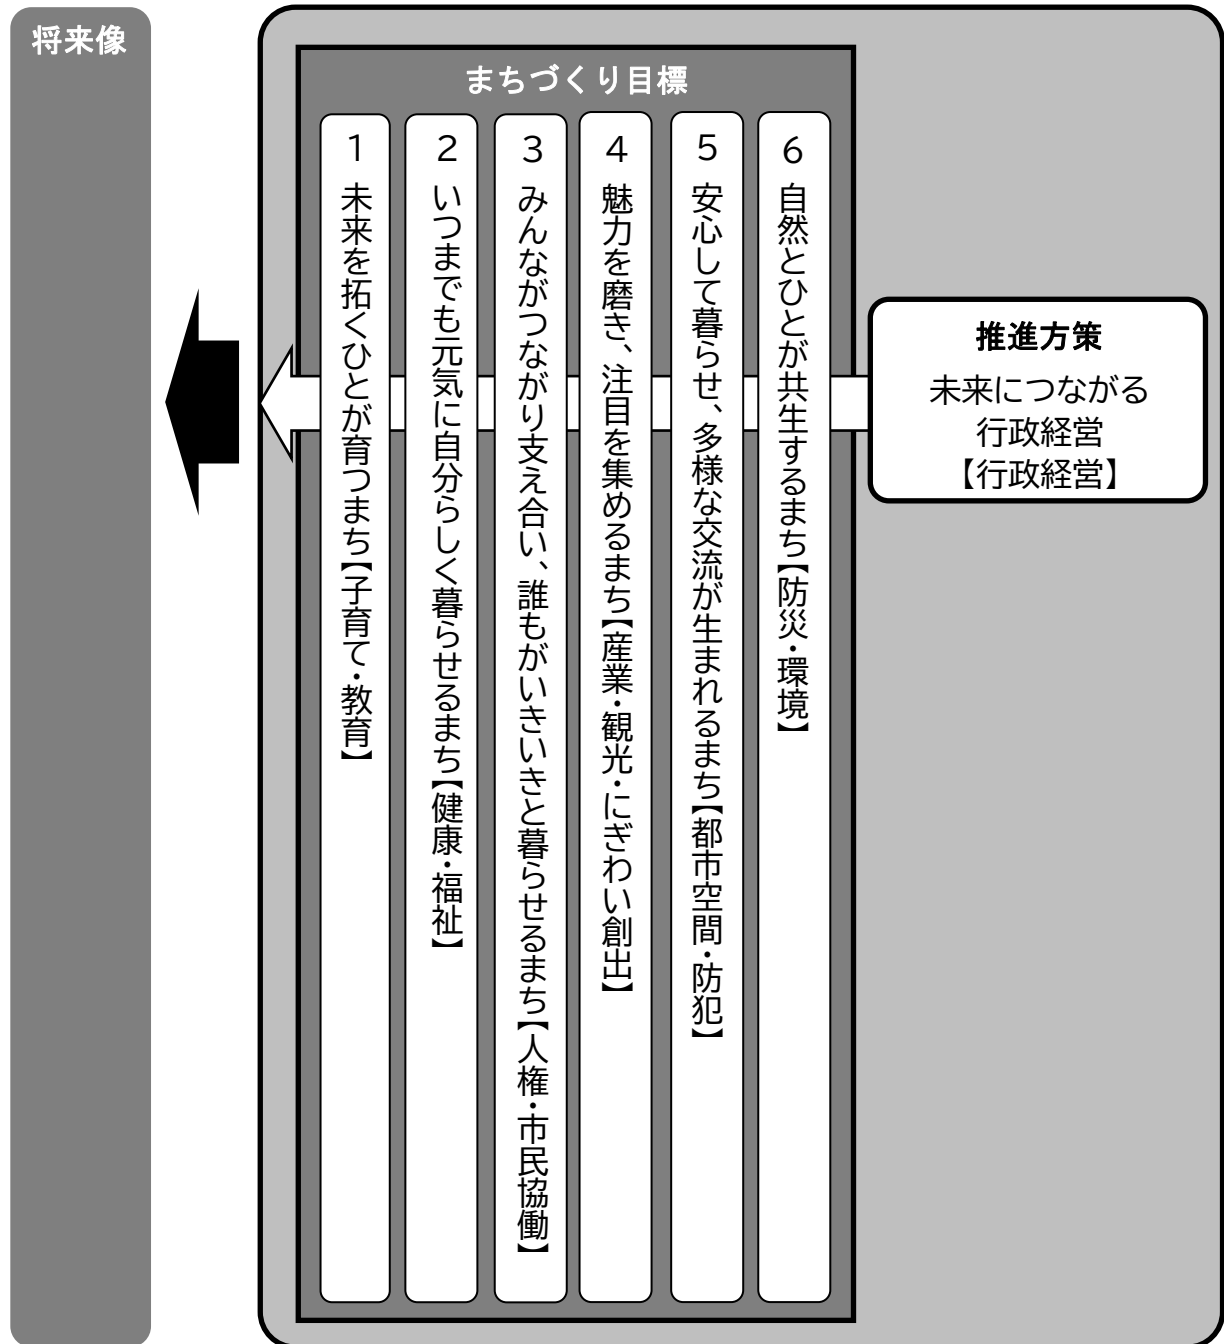 将来像
まちづくり目標
1 未来を拓くひとが育つまち【子育て・教育】
2 いつまでも元気に自分らしく暮らせるまち【健康・福祉】
3 みんながつながり支え合い、誰もがいきいきと暮らせるまち【人権・市民協働】
4 魅力を磨き、注目を集めるまち【産業・観光・にぎわい創出】
5 安心して暮らせ、多様な交流が生まれるまち【都市空間・防犯】
6 自然とひとが共生するまち【防災・環境】
推進方策
未来につながる
行政経営
【行政経営】